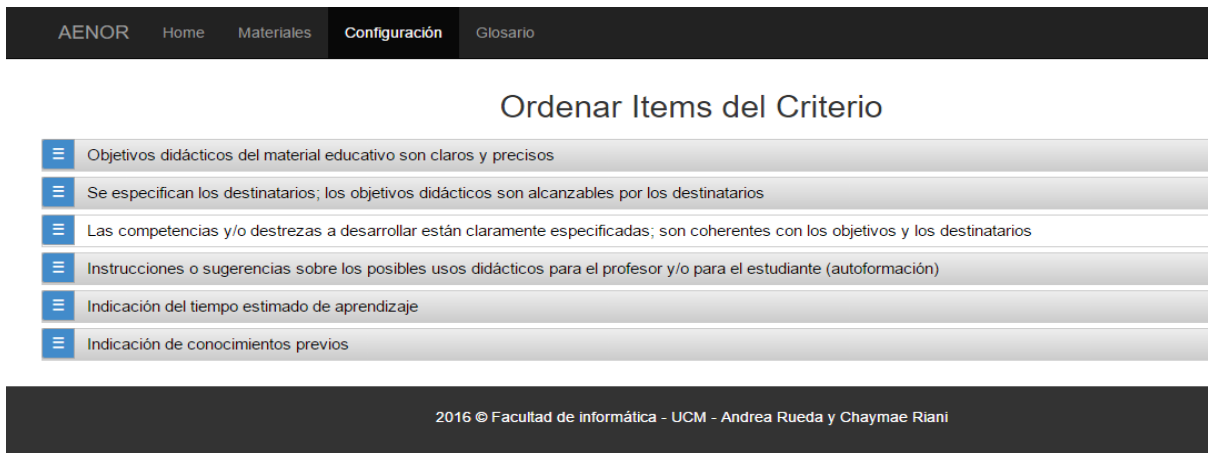 AENOR Home Materiales Configuración Glosario
Ordenar Items del Criterio
Objetivos didácticos del material educativo son claros y precisos
Se especifican los destinatarios; los objetivos didácticos son alcanzables por los destinatarios
Las competencias y/o destrezas a desarrollar están claramente especificadas; son coherentes con los objetivos y los destinatarios
Instrucciones o sugerencias sobre los posibles usos didácticos para el profesor y/o para el estudiante (autoformación)
Indicación del tiempo estimado de aprendizaje
Indicación de conocimientos previos
2016 © Facultad de informática - UCM - Andrea Rueda y Chaymae Riani